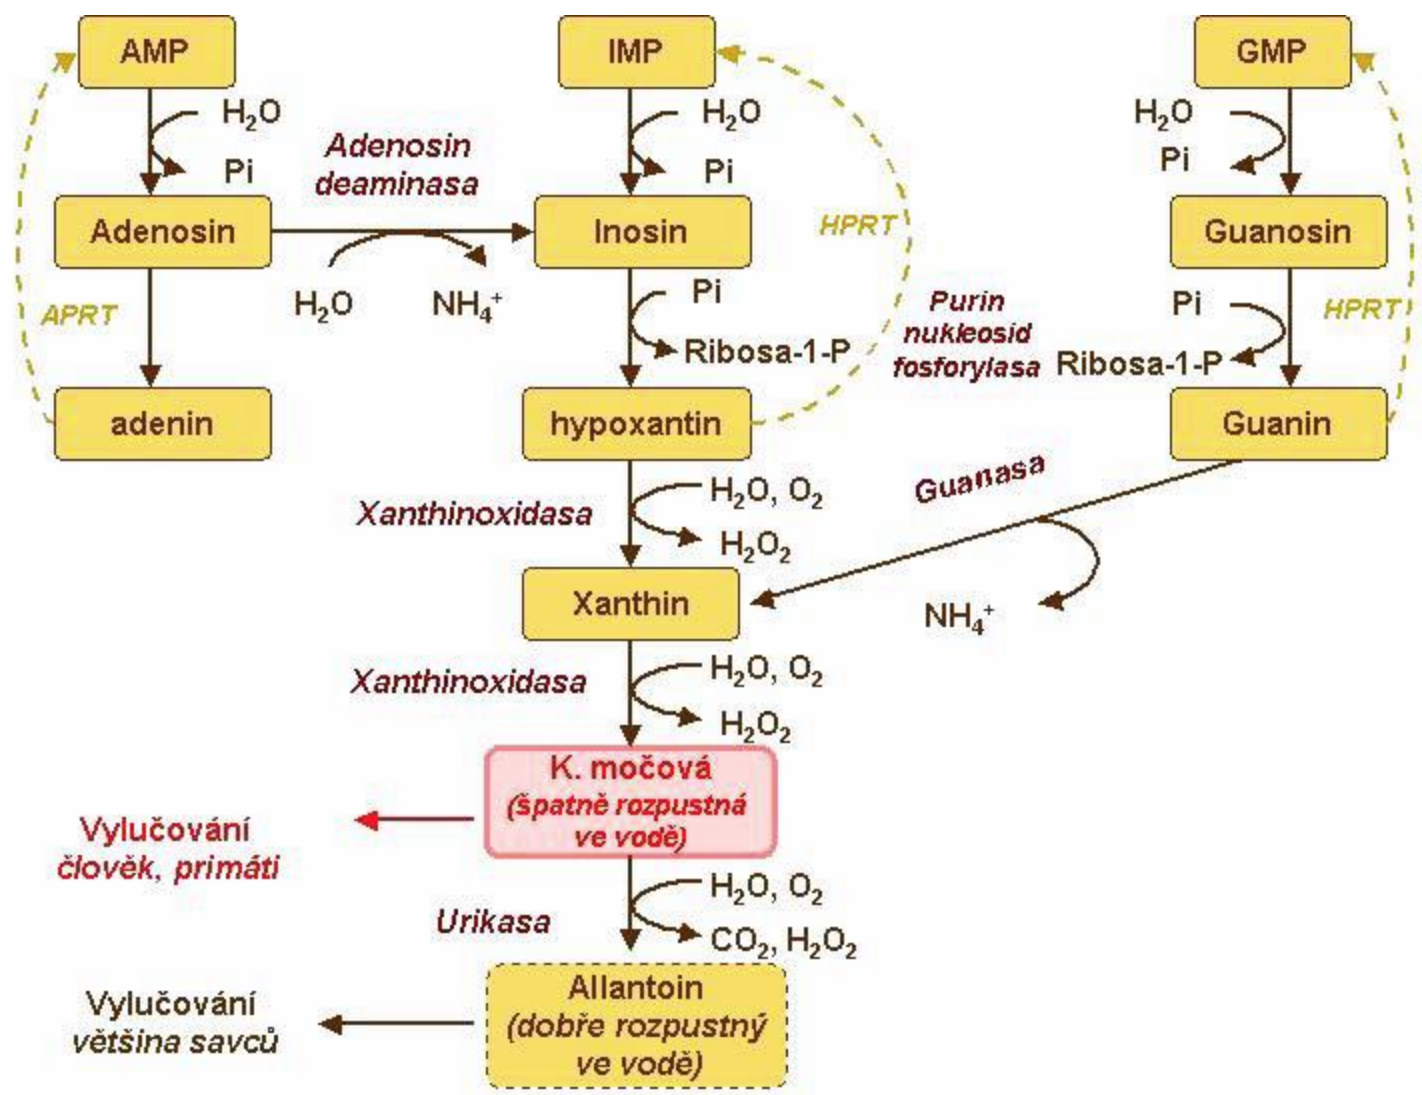 AMP
IMP
GMP
H₂O
H₂O
H₂O
Adenosin
deaminasa
Pi
Pi
Pi
Adenosin
Inosin
HPRT
Guanosin
APRT
H₂O
NH₄⁺
Pi
Purin
nukleosid
fosforylasa
Pi
HPRT
Ribosa-1-P
Ribosa-1-P
adenin
hypoxantin
Guanin
Guanasa
Xanthinoxidasa
H₂O, O₂
H₂O₂
Xanthin
NH₄⁺
Xanthinoxidasa
H₂O, O₂
H₂O₂
K. močová
(špatně rozpustná
ve vodě)
Vylučování
člověk, primáti
H₂O, O₂
Urikasa
CO₂, H₂O₂
Allantoin
(dobře rozpustný
ve vodě)
Vylučování
většina savců